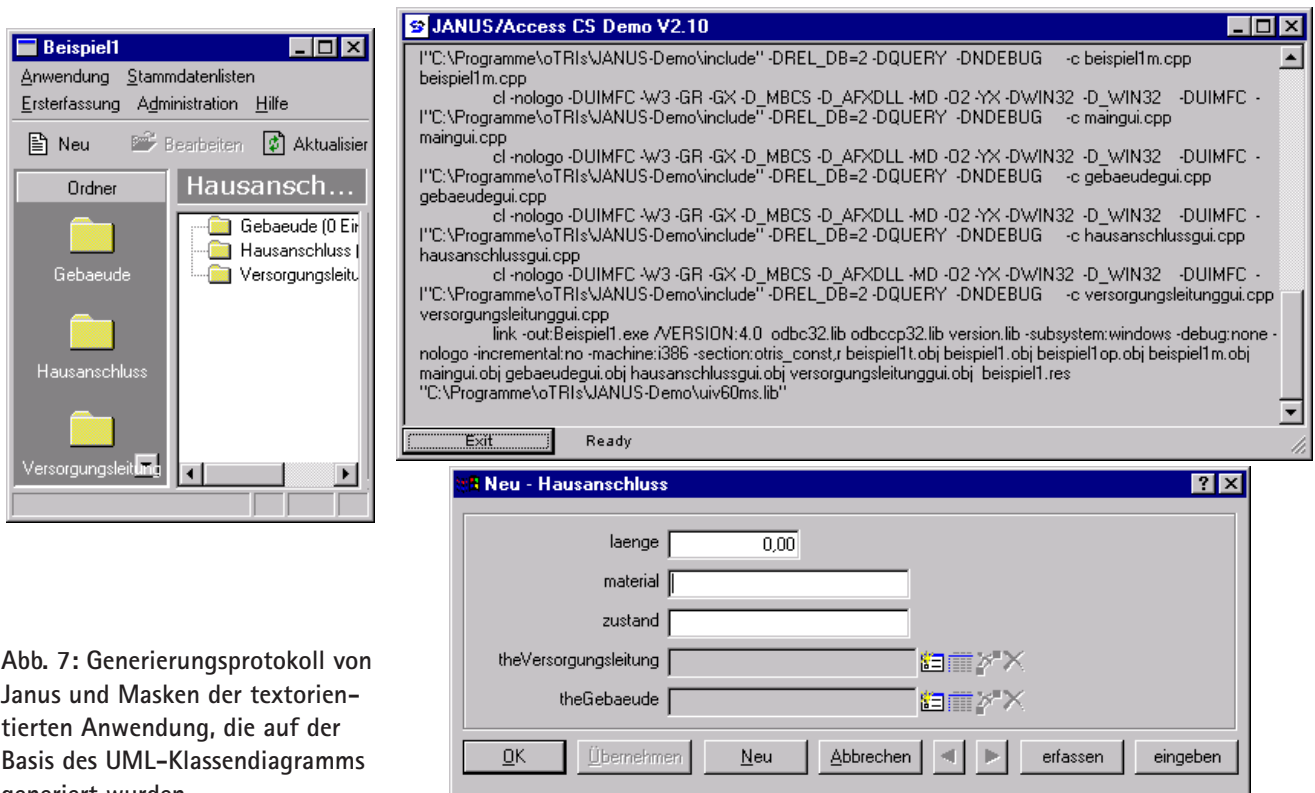 Beispiel1
Anwendung Stammdatenlisten
Ersterfassung Administration Hilfe
Neu Bearbeiten Aktualisier
Ordner
Hausansch...
Gebaeude
Hausanschluss
Versorgungsleitung
Gebaeude (0 Ein
Hausanschluss (
Versorgungsleitu
JANUS/Access CS Demo V2.10
I"C:\Programme\oTRIs\JANUS-Demo\include" -DREL_DB=2 -DQUERY -DNDEBUG -c beispiel1m.cpp
beispiel1m.cpp
cl -nologo -DUIMFC -W3 -GR -GX -D_MBCS -D_AFXDLL -MD -O2 -YX -DWIN32 -D_WIN32 -DUIMFC -
I"C:\Programme\oTRIs\JANUS-Demo\include" -DREL_DB=2 -DQUERY -DNDEBUG -c maingui.cpp
maingui.cpp
cl -nologo -DUIMFC -W3 -GR -GX -D_MBCS -D_AFXDLL -MD -O2 -YX -DWIN32 -D_WIN32 -DUIMFC -
I"C:\Programme\oTRIs\JANUS-Demo\include" -DREL_DB=2 -DQUERY -DNDEBUG -c gebaeudegui.cpp
gebaeudegui.cpp
cl -nologo -DUIMFC -W3 -GR -GX -D_MBCS -D_AFXDLL -MD -O2 -YX -DWIN32 -D_WIN32 -DUIMFC -
I"C:\Programme\oTRIs\JANUS-Demo\include" -DREL_DB=2 -DQUERY -DNDEBUG -c hausanschlussgui.cpp
hausanschlussgui.cpp
cl -nologo -DUIMFC -W3 -GR -GX -D_MBCS -D_AFXDLL -MD -O2 -YX -DWIN32 -D_WIN32 -DUIMFC -
I"C:\Programme\oTRIs\JANUS-Demo\include" -DREL_DB=2 -DQUERY -DNDEBUG -c versorgungsleitunggui.cpp
versorgungsleitunggui.cpp
link -out:Beispiel1.exe /VERSION:4.0 odbc32.lib odbccp32.lib version.lib -subsystem:windows -debug:none -
nologo -incremental:no -machine:i386 -section:otris_const,r beispiel1t.obj beispiel1.obj beispiel1op.obj beispiel1m.obj
maingui.obj gebaeudegui.obj hausanschlussgui.obj versorgungsleitunggui.obj beispiel1.res
"C:\Programme\oTRIs\JANUS-Demo\uiv60ms.lib"
Exit Ready
Neu - Hausanschluss
laenge 0,00
material
zustand
theVersorgungsleitung
theGebaeude
OK Übernehmen Neu Abbrechen erfassen eingeben
Abb. 7: Generierungsprotokoll von
Janus und Masken der textorien-
tierten Anwendung, die auf der
Basis des UML-Klassendiagramms
generiert wurden